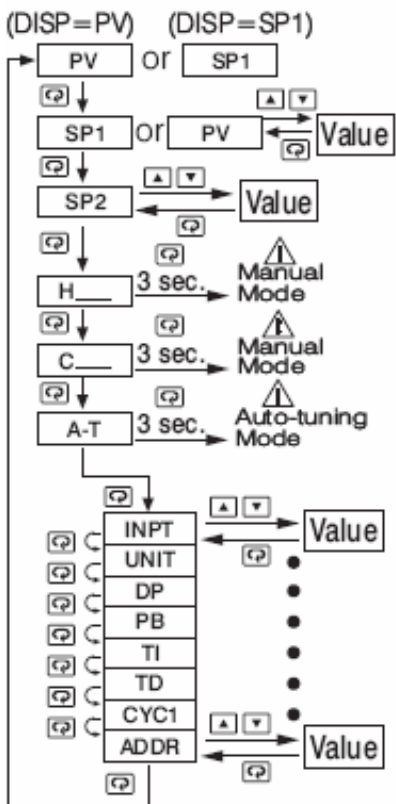 (DISP=PV) (DISP=SP1)
PV or SP1
SP1 or PV Value
SP2 Value
H___ 3 sec. Manual Mode
C___ 3 sec. Manual Mode
A-T 3 sec. Auto-tuning Mode
INPT Value
UNIT
DP
PB
TI
TD
CYC1
ADDR Value